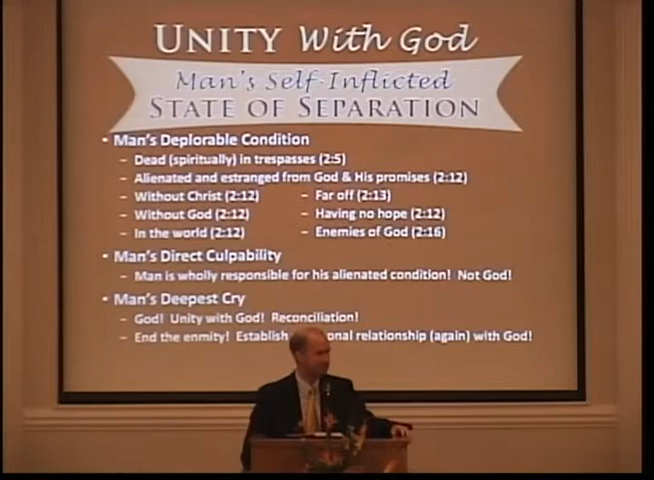 UNITY With God
Man's Self-Inflicted
STATE OF SEPARATION
• Man's Deplorable Condition
– Dead (spiritually) in trespasses (2:5)
– Alienated and estranged from God & His promises (2:12)
– Without Christ (2:12) – Far off (2:13)
– Without God (2:12) – Having no hope (2:12)
– In the world (2:12) – Enemies of God (2:16)
• Man's Direct Culpability
– Man is wholly responsible for his alienated condition! Not God!
• Man's Deepest Cry
– God! Unity with God! Reconciliation!
– End the enmity! Establish onal relationship (again) with God!